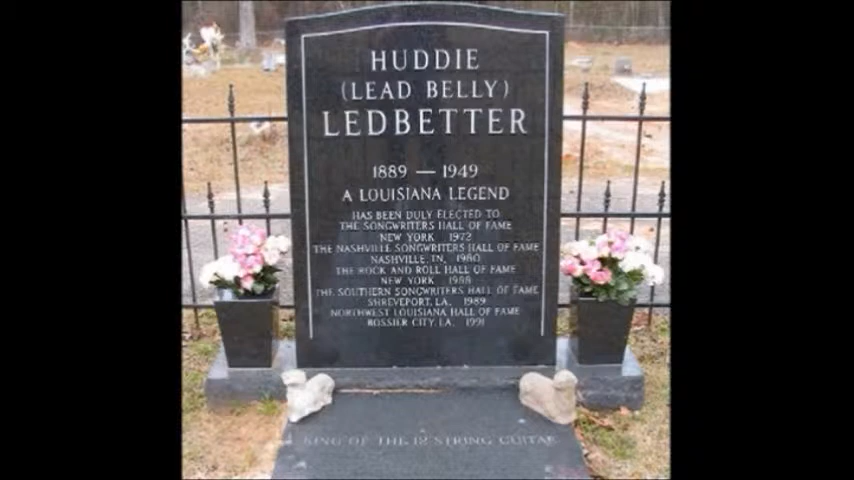 HUDDIE
(LEAD BELLY)
LEDBETTER
1889 — 1949
A LOUISIANA LEGEND
HAS BEEN DULY ELECTED TO
THE SONGWRITERS HALL OF FAME
NEW YORK 1972
THE NASHVILLE SONGWRITERS HALL OF FAME
NASHVILLE, TN. 1980
THE ROCK AND ROLL HALL OF FAME
NEW YORK 1988
THE SOUTHERN SONGWRITERS HALL OF FAME
SHREVEPORT, LA. 1989
NORTHWEST LOUISIANA HALL OF FAME
BOSSIER CITY, LA. 1991
KING OF THE 12 STRING GUITAR